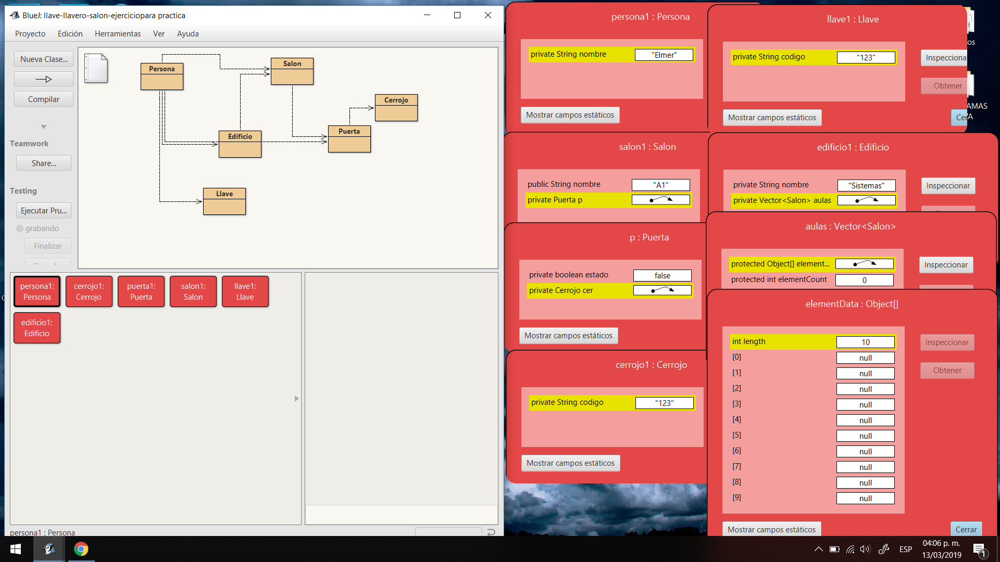 BlueJ: llave-llavero-salon-ejerciciopara practica
Proyecto Edición Herramientas Ver Ayuda
Nueva Clase...
Compilar
Teamwork
Share...
Testing
Ejecutar Pru...
grabando
Finalizar
Persona
Salon
Cerrojo
Puerta
Edificio
Llave
persona1:
Persona
cerrojo1:
Cerrojo
puerta1:
Puerta
salon1:
Salon
llave1:
Llave
edificio1:
Edificio
persona1 : Persona
persona1 : Persona
private String nombre "Elmer"
Mostrar campos estáticos
llave1 : Llave
private String codigo "123"
Inspecciona
Obtener
Mostrar campos estáticos
Cer
os
AMAS
VA
salon1 : Salon
public String nombre "A1"
private Puerta p
edificio1 : Edificio
private String nombre "Sistemas"
private Vector<Salon> aulas
Inspeccionar
p : Puerta
private boolean estado false
private Cerrojo cer
Mostrar campos estáticos
aulas : Vector<Salon>
protected Object[] element...
protected int elementCount 0
Inspeccionar
cerrojo1 : Cerrojo
private String codigo "123"
Mostrar campos estáticos
elementData : Object[]
int length 10
[0] null
[1] null
[2] null
[3] null
[4] null
[5] null
[6] null
[7] null
[8] null
[9] null
Inspeccionar
Obtener
Mostrar campos estáticos
Cerrar
ESP
04:06 p. m.
13/03/2019
1